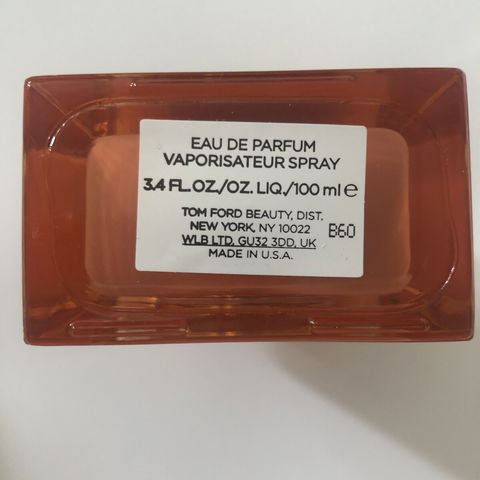 EAU DE PARFUM
VAPORISATEUR SPRAY
3.4 FL.OZ./OZ. LIQ./100 ml e
TOM FORD BEAUTY, DIST.
NEW YORK, NY 10022
WLB LTD, GU32 3DD, UK
MADE IN U.S.A.
B60